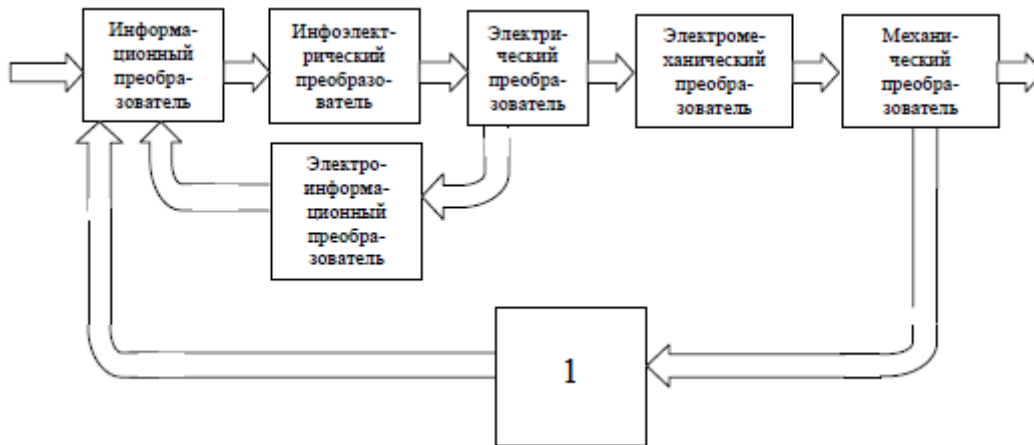 Информа-
ционный
преобра-
зователь
Инфоэлект-
рический
преобразо-
ватель
Электри-
ческий
преобра-
зователь
Электроме-
ханический
преобра-
зователь
Механи-
ческий
преобра-
зователь
Электро-
информа-
ционный
преобра-
зователь
1